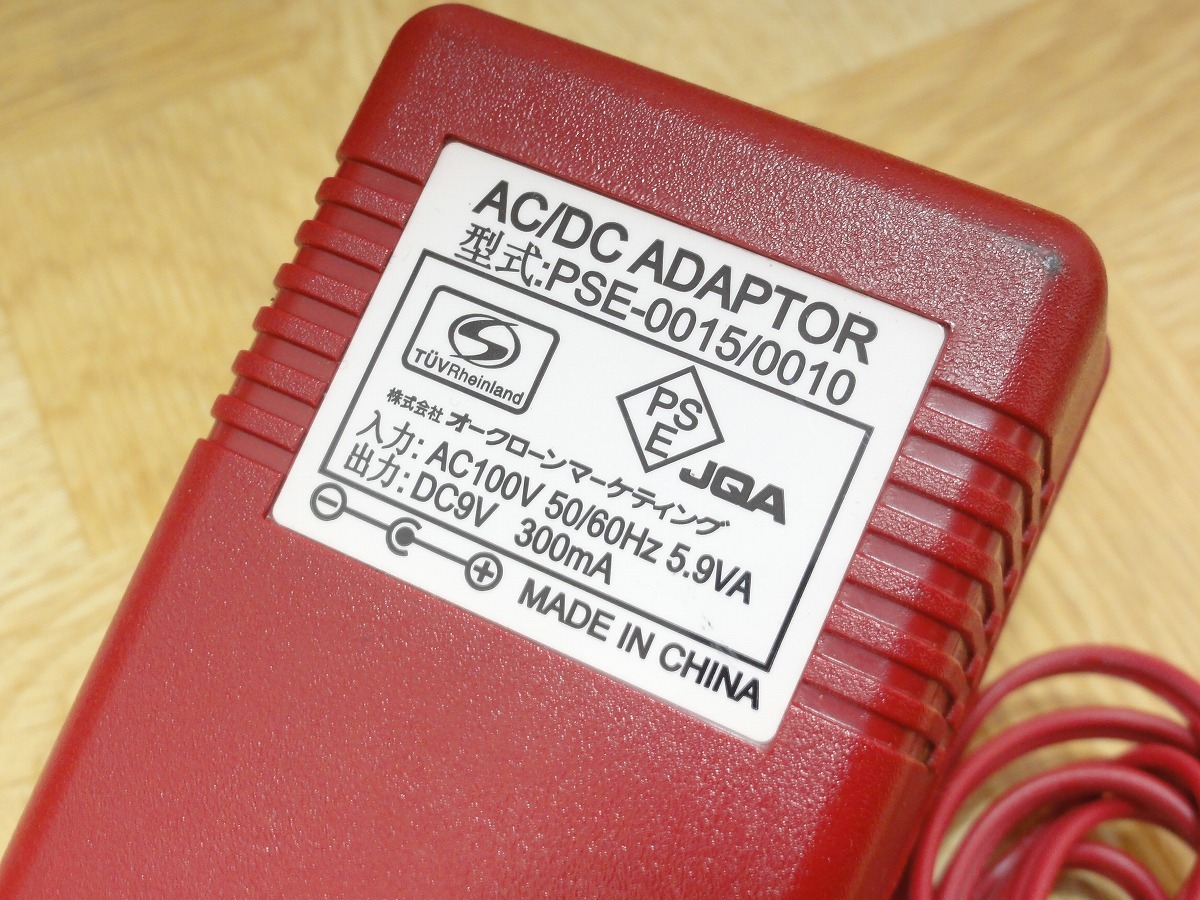 AC/DC ADAPTOR
型式:PSE-0015/0010
TÜVRheinland
PS
E
JQA
株式会社 オークローンマーケティング
入力: AC100V 50/60Hz 5.9VA
出力: DC9V 300mA
MADE IN CHINA